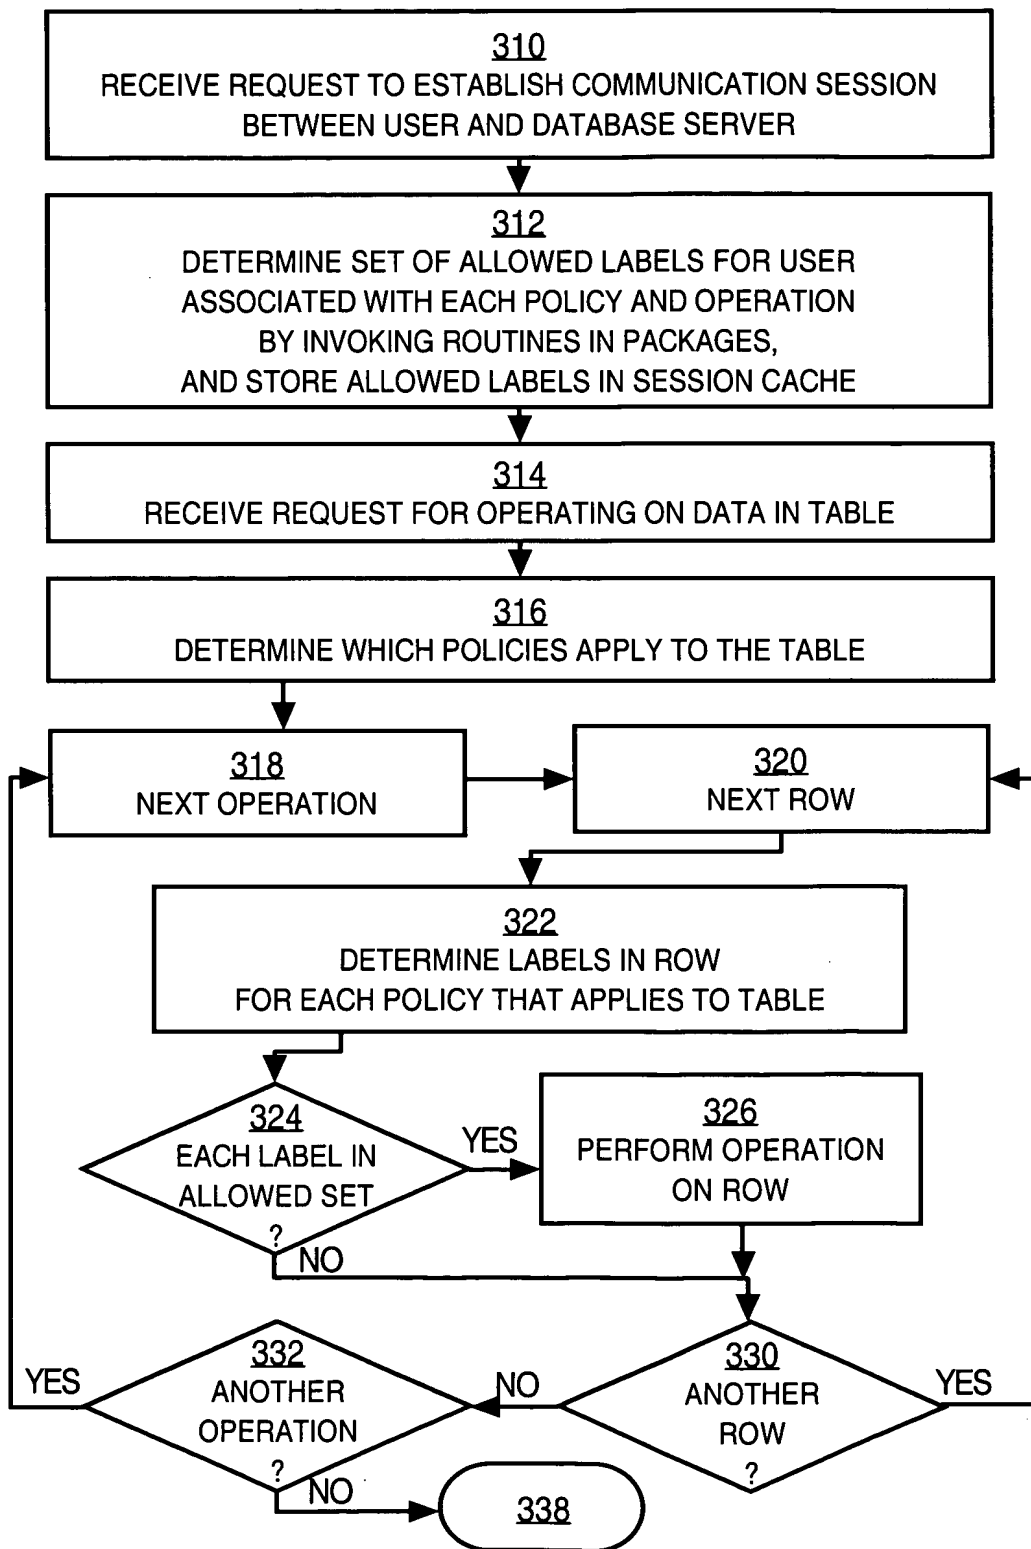 310
RECEIVE REQUEST TO ESTABLISH COMMUNICATION SESSION
BETWEEN USER AND DATABASE SERVER
312
DETERMINE SET OF ALLOWED LABELS FOR USER
ASSOCIATED WITH EACH POLICY AND OPERATION
BY INVOKING ROUTINES IN PACKAGES,
AND STORE ALLOWED LABELS IN SESSION CACHE
314
RECEIVE REQUEST FOR OPERATING ON DATA IN TABLE
316
DETERMINE WHICH POLICIES APPLY TO THE TABLE
318
NEXT OPERATION
320
NEXT ROW
322
DETERMINE LABELS IN ROW
FOR EACH POLICY THAT APPLIES TO TABLE
324
EACH LABEL IN
ALLOWED SET
?
YES
NO
326
PERFORM OPERATION
ON ROW
330
ANOTHER
ROW
?
YES
NO
332
ANOTHER
OPERATION
?
YES
NO
338